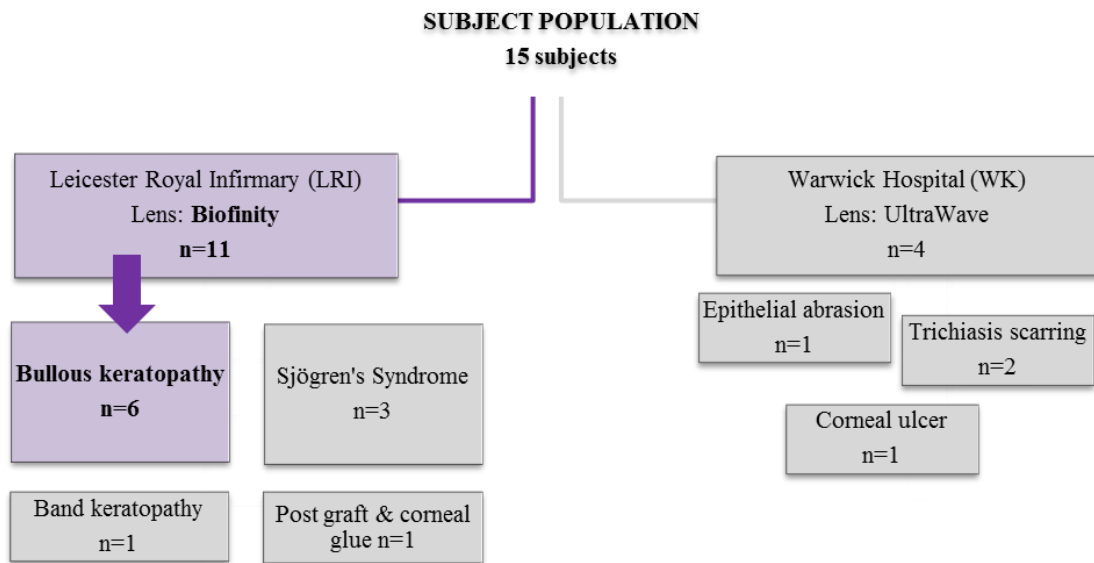 SUBJECT POPULATION
15 subjects
Leicester Royal Infirmary (LRI)
Lens: Biofinity
n=11
Warwick Hospital (WK)
Lens: UltraWave
n=4
Bullous keratopathy
n=6
Sjögren's Syndrome
n=3
Band keratopathy
n=1
Post graft & corneal
glue n=1
Epithelial abrasion
n=1
Trichiasis scarring
n=2
Corneal ulcer
n=1